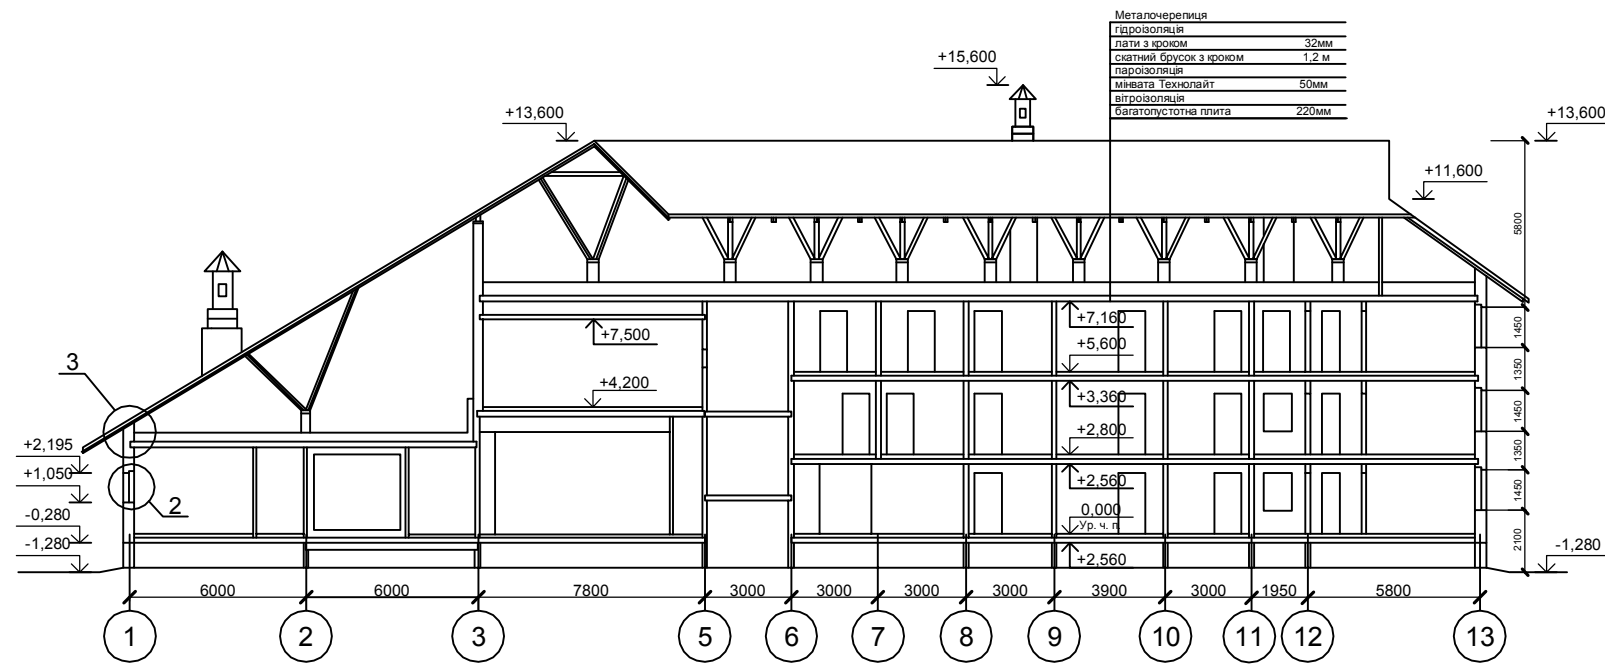 Металочерепиця
гідроізоляція
лати з кроком 32мм
скатний брусок з кроком 1,2 м
пароізоляція
мінвата Технолайт 50мм
вітроізоляція
багатопустотна плита 220мм
+15,600
+13,600
+13,600
+11,600
5800
+7,160
+7,500
1450
+5,600
3
1350
+4,200
+3,360
1450
+2,195
+2,800
1350
+1,050
+2,560
2
1450
-0,280
0,000
Ур. ч. п.
2100
-1,280
+2,560
-1,280
6000 6000 7800 3000 3000 3000 3000 3900 3000 1950 5800
1 2 3 5 6 7 8 9 10 11 12 13